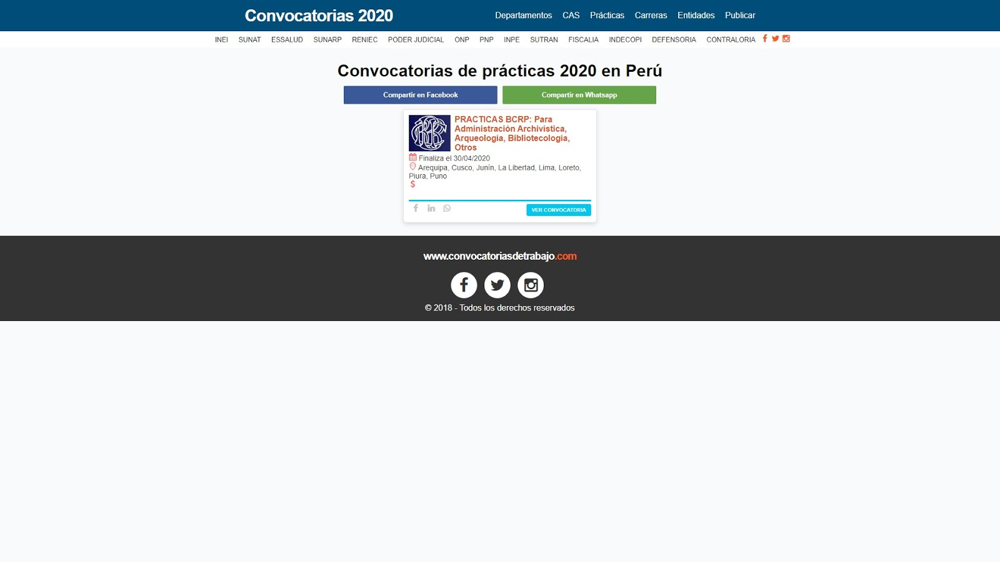 Convocatorias 2020
Departamentos CAS Prácticas Carreras Entidades Publicar
INEI SUNAT ESSALUD SUNARP RENIEC PODER JUDICIAL ONP PNP INPE SUTRAN FISCALIA INDECOPI DEFENSORIA CONTRALORIA
Convocatorias de prácticas 2020 en Perú
Compartir en Facebook
Compartir en Whatsapp
PRACTICAS BCRP: Para
Administración Archivística,
Arqueología, Bibliotecología,
Otros
Finaliza el 30/04/2020
Arequipa, Cusco, Junín, La Libertad, Lima, Loreto,
Piura, Puno
$
VER CONVOCATORIA
www.convocatoriasdetrabajo.com
© 2018 - Todos los derechos reservados